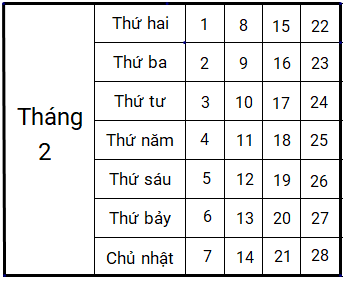 Tháng
2
Thứ hai 1 8 15 22
Thứ ba 2 9 16 23
Thứ tư 3 10 17 24
Thứ năm 4 11 18 25
Thứ sáu 5 12 19 26
Thứ bảy 6 13 20 27
Chủ nhật 7 14 21 28